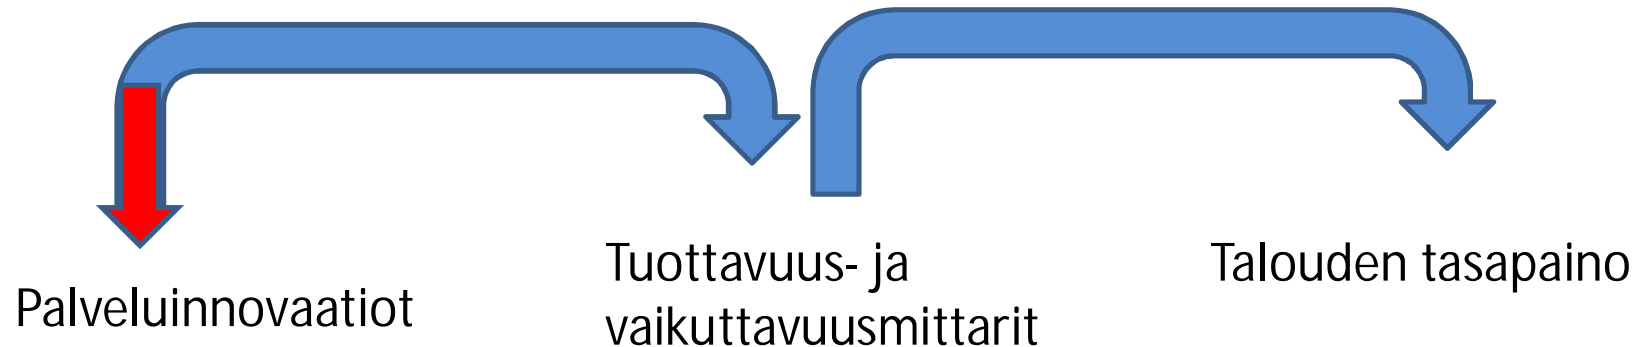 Palveluinnovaatiot
Tuottavuus- ja
vaikuttavuusmittarit
Talouden tasapaino